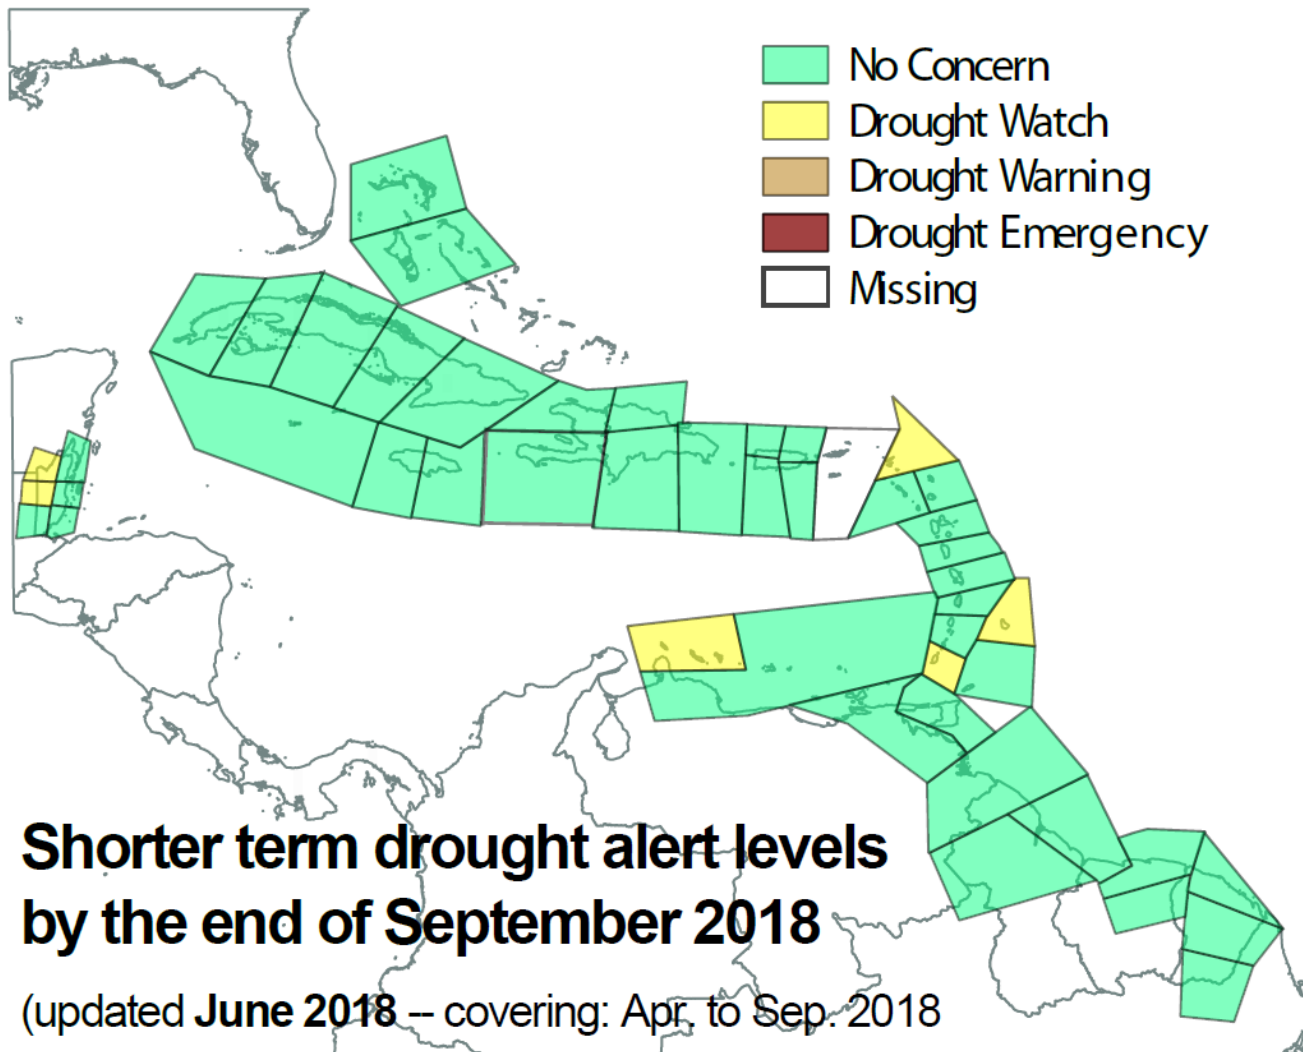 No Concern
Drought Watch
Drought Warning
Drought Emergency
Missing
Shorter term drought alert levels
by the end of September 2018
(updated June 2018 -- covering: Apr. to Sep. 2018